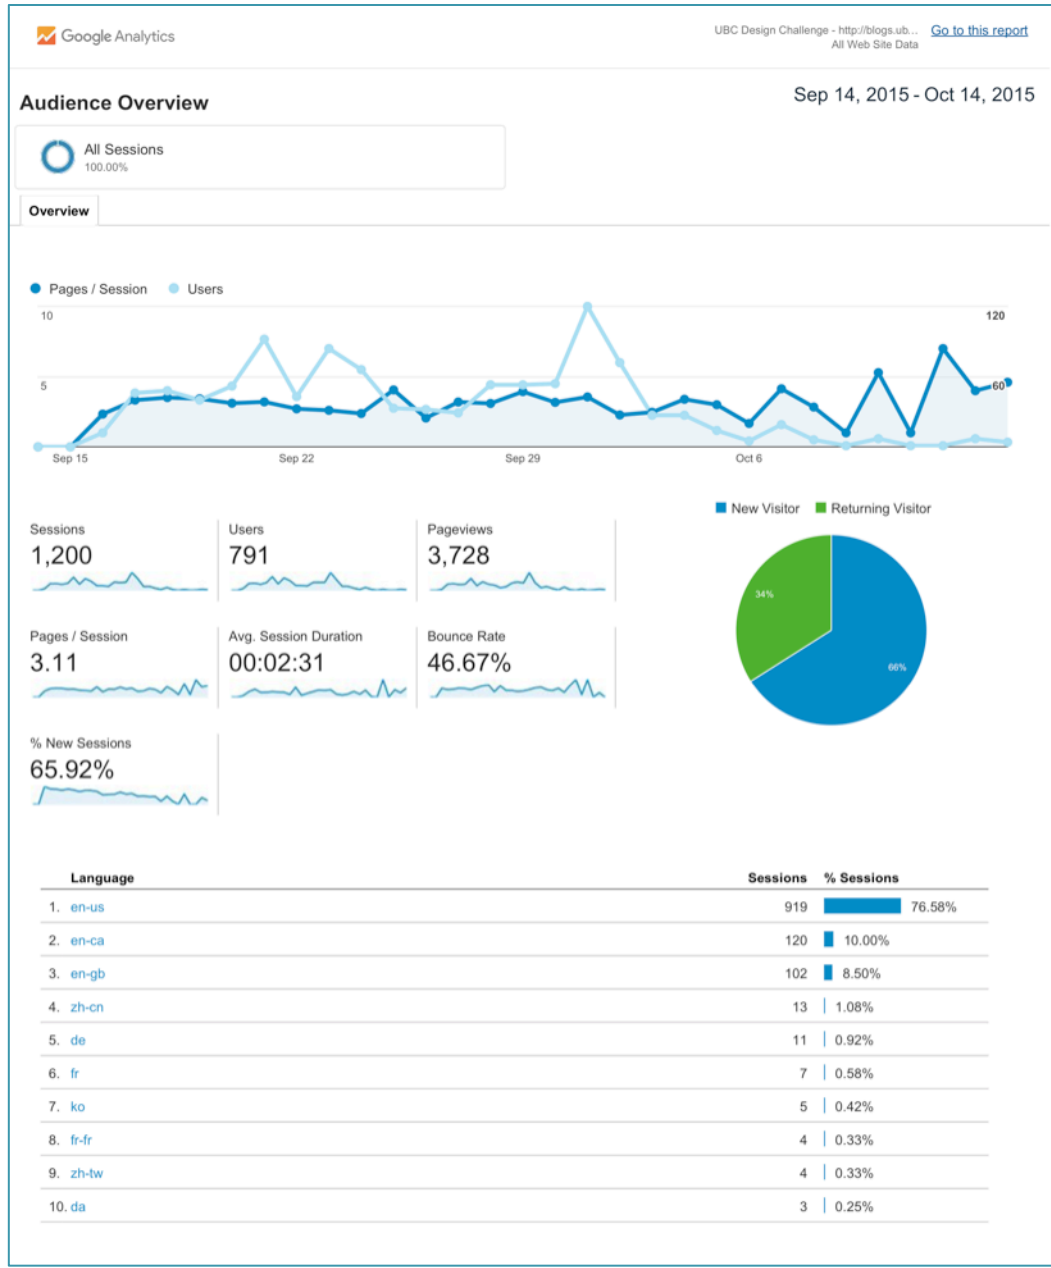 Google Analytics
UBC Design Challenge - http://blogs.ub... Go to this report
All Web Site Data
Audience Overview
Sep 14, 2015 - Oct 14, 2015
All Sessions
100.00%
Overview
Pages / Session Users
10 120
5 60
Sep 15 Sep 22 Sep 29 Oct 6
New Visitor Returning Visitor
34%
66%
Sessions Users Pageviews
1,200 791 3,728
Pages / Session Avg. Session Duration Bounce Rate
3.11 00:02:31 46.67%
% New Sessions
65.92%
Language Sessions % Sessions
1. en-us 919 76.58%
2. en-ca 120 10.00%
3. en-gb 102 8.50%
4. zh-cn 13 1.08%
5. de 11 0.92%
6. fr 7 0.58%
7. ko 5 0.42%
8. fr-fr 4 0.33%
9. zh-tw 4 0.33%
10. da 3 0.25%